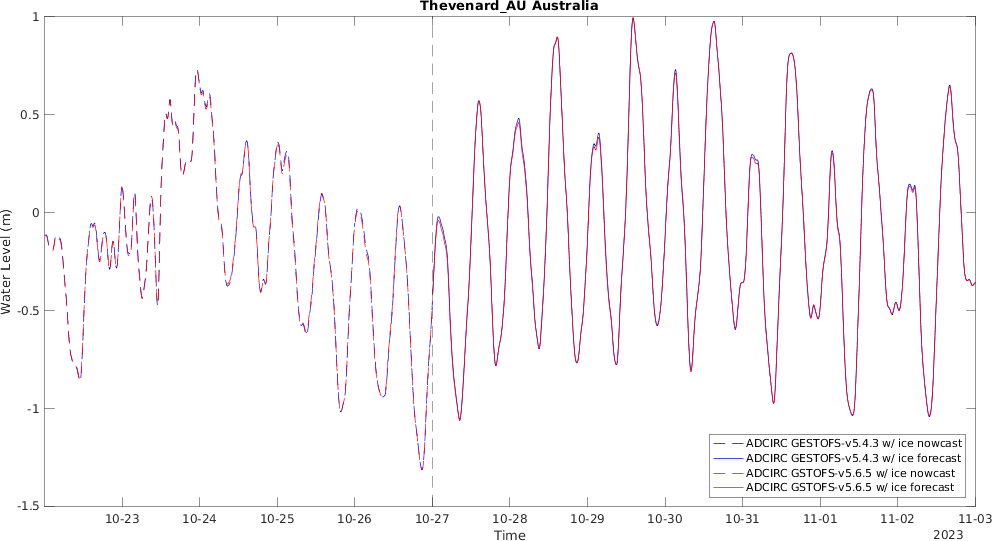 Thevenard_AU Australia
Water Level (m)
1
0.5
0
-0.5
-1
-1.5
10-23
10-24
10-25
10-26
10-27
10-28
10-29
10-30
10-31
11-01
11-02
11-03
Time
2023
ADCIRC GESTOFS-v5.4.3 w/ ice nowcast
ADCIRC GESTOFS-v5.4.3 w/ ice forecast
ADCIRC GSTOFS-v5.6.5 w/ ice nowcast
ADCIRC GSTOFS-v5.6.5 w/ ice forecast